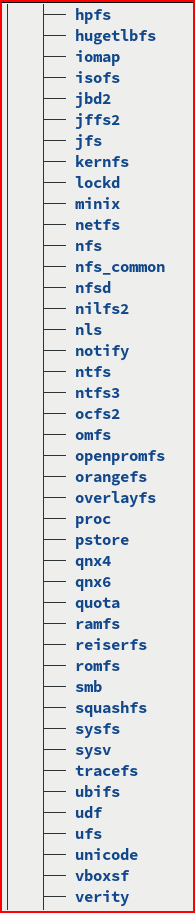 hpfs
hugetlbfs
iomap
isofs
jbd2
jffs2
jfs
kernfs
lockd
minix
netfs
nfs
nfs_common
nfsd
nilfs2
nls
notify
ntfs
ntfs3
ocfs2
omfs
openpromfs
orangefs
overlayfs
proc
pstore
qnx4
qnx6
quota
ramfs
reiserfs
romfs
smb
squashfs
sysfs
sysv
tracefs
ubifs
udf
ufs
unicode
vboxsf
verity